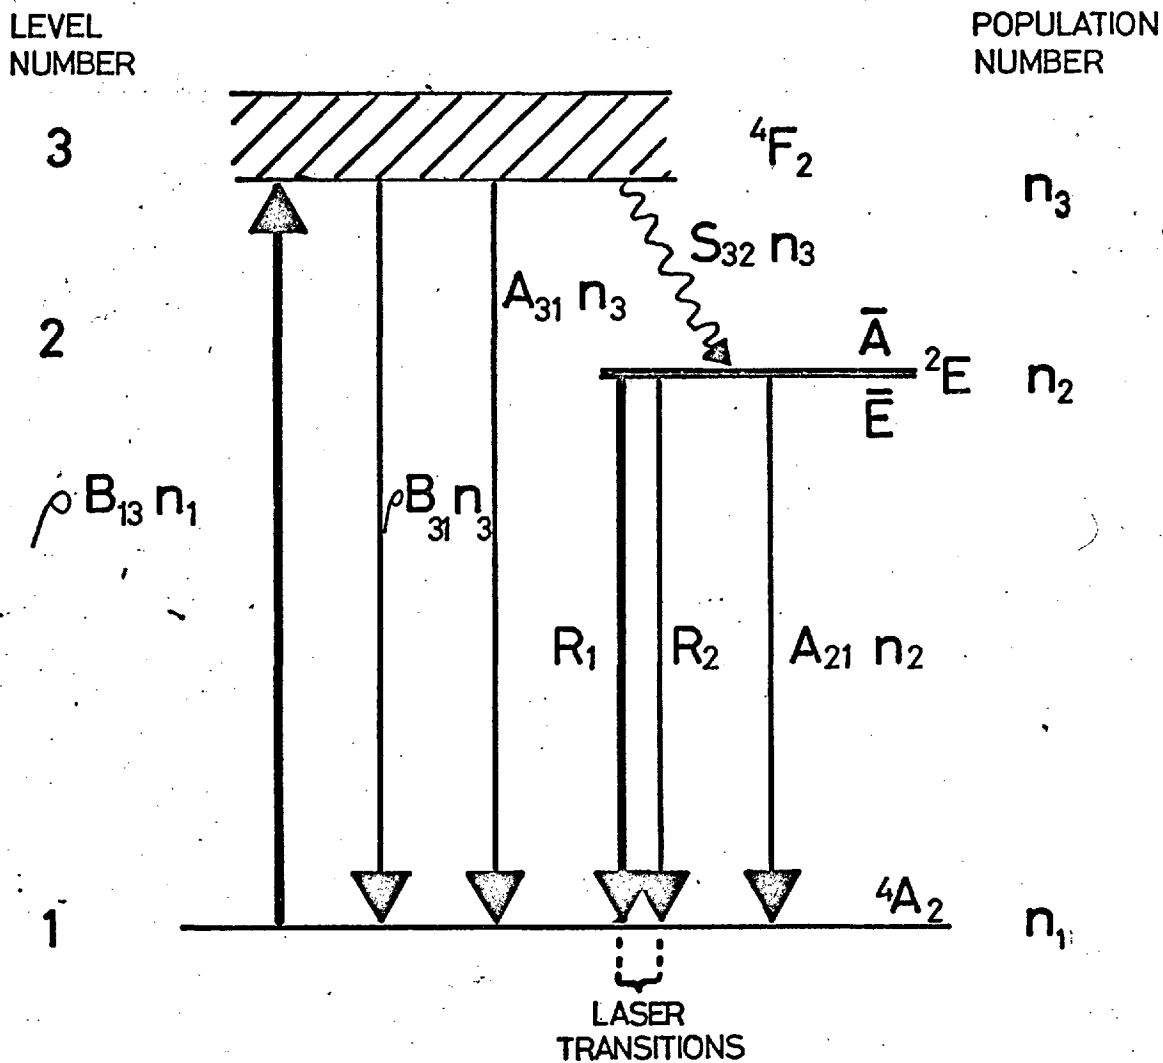 LEVEL
NUMBER
POPULATION
NUMBER
3
⁴F₂
n₃
S₃₂ n₃
A₃₁ n₃
2
Ā
²E
n₂
Ē
ρB₁₃ n₁
ρB₃₁ n₃
R₁
R₂
A₂₁ n₂
⁴A₂
1
n₁
LASER
TRANSITIONS